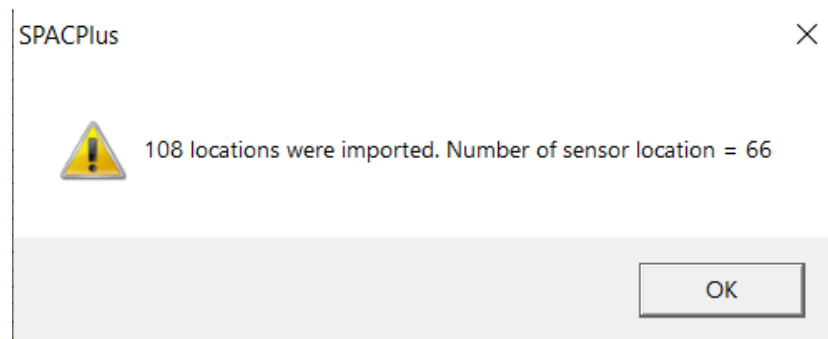 SPACPlus
108 locations were imported. Number of sensor location = 66
OK